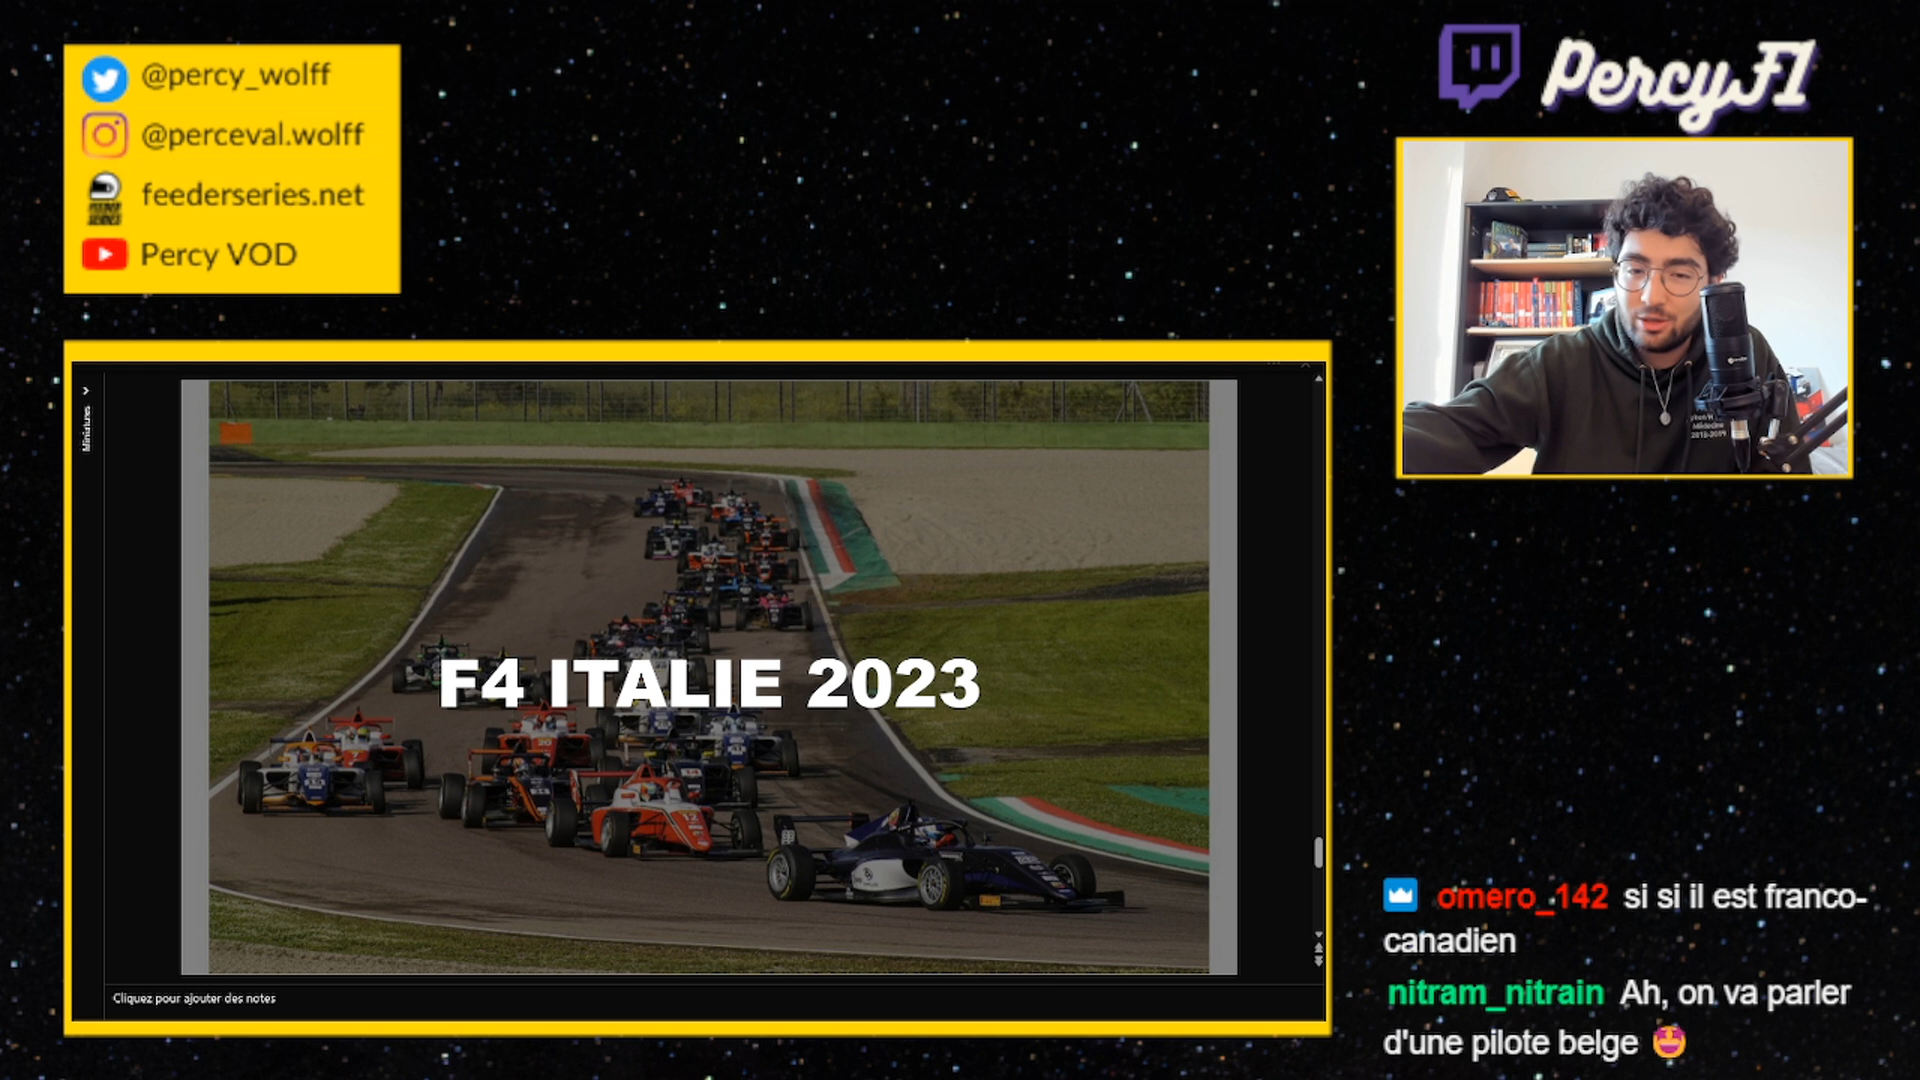 @percy_wolff
@perceval.wolff
feederseries.net
Percy VOD
PercyF1
Miniatures
F4 ITALIE 2023
Cliquez pour ajouter des notes
omero_142 si si il est franco-
canadien
nitram_nitrain Ah, on va parler
d'une pilote belge